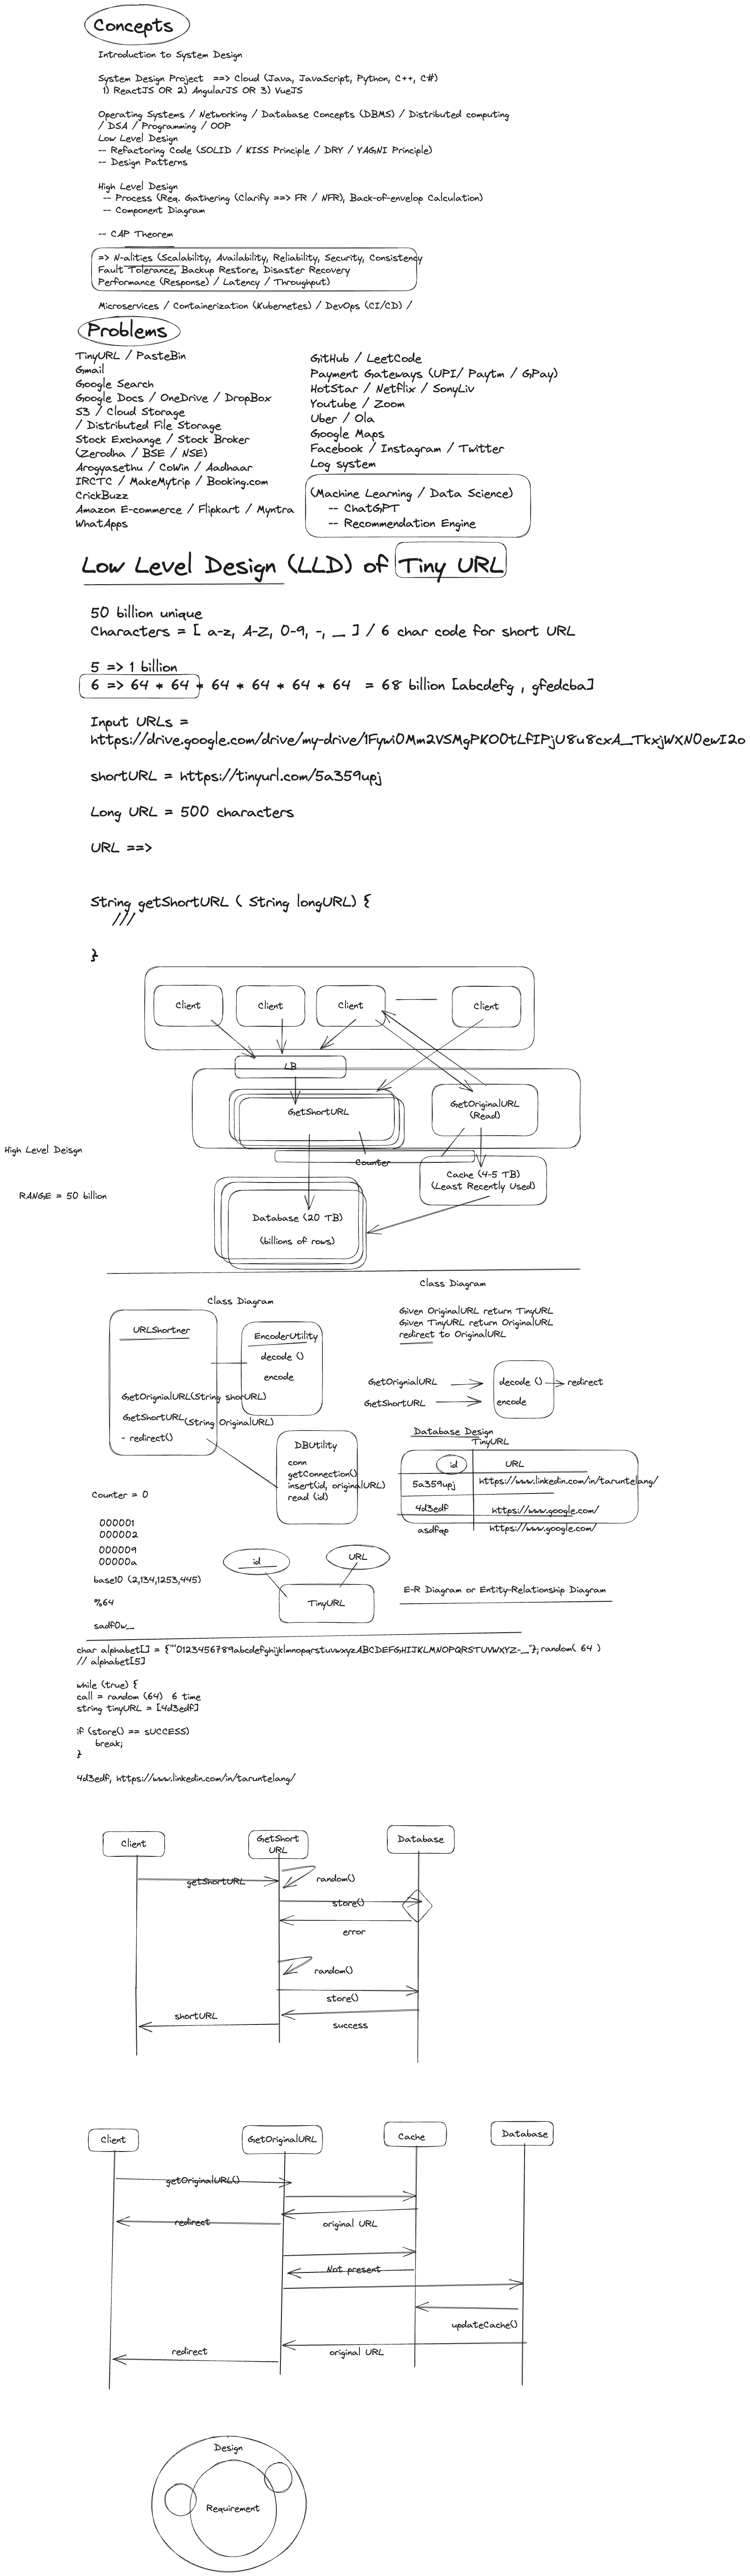 Concepts
Introduction to System Design
System Design Project ==> Cloud (Java, JavaScript, Python, C++, C#)
1) ReactJS OR 2) AngularJS OR 3) VueJS
Operating Systems / Networking / Database Concepts (DBMS) / Distributed computing
/ DSA / Programming / OOP
Low Level Design
-- Refactoring Code (SOLID / KISS Principle / DRY / YAGNI Principle)
-- Design Patterns
High Level Design
-- Process (Req. Gathering (Clarify ==> FR / NFR), Back-of-envelop Calculation)
-- Component Diagram
-- CAP Theorem
=> N-alities (Scalability, Availability, Reliability, Security, Consistency
Fault Tolerance, Backup Restore, Disaster Recovery
Performance (Response) / Latency / Throughput)
Microservices / Containerization (Kubernetes) / DevOps (CI/CD) /
Problems
TinyURL / PasteBin
Gmail
Google Search
Google Docs / OneDrive / DropBox
S3 / Cloud Storage
/ Distributed File Storage
Stock Exchange / Stock Broker
(Zerodha / BSE / NSE)
Arogyasethu / CoWin / Aadhaar
IRCTC / MakeMytrip / Booking.com
CrickBuzz
Amazon E-commerce / Flipkart / Myntra
WhatApps
GitHub / LeetCode
Payment Gateways (UPI/ Paytm / GPay)
HotStar / Netflix / SonyLiv
Youtube / Zoom
Uber / Ola
Google Maps
Facebook / Instagram / Twitter
Log system
(Machine Learning / Data Science)
-- ChatGPT
-- Recommendation Engine
Low Level Design (LLD) of Tiny URL
50 billion unique
Characters = [ a-z, A-Z, 0-9, -, _ ] / 6 char code for short URL
5 => 1 billion
6 => 64 * 64 * 64 * 64 * 64 * 64 = 68 billion [abcdefg , gfedcba]
Input URLs =
https://drive.google.com/drive/my-drive/1Fywi0Mm2VSMgPKO0tLfIPjU8u8cxA_TkxjWXN0ewI2o
shortURL = https://tinyurl.com/5a359upj
Long URL = 500 characters
URL ==>
String getShortURL ( String longURL) {
///
}
Client
Client
Client
Client
LB
GetShortURL
GetOriginalURL
(Read)
High Level Deisgn
Counter
Cache (4-5 TB)
(Least Recently Used)
RANGE = 50 billion
Database (20 TB)
(billions of rows)
Class Diagram
Class Diagram
URLShortner
EncoderUtility
decode ()
encode
GetOrignialURL(String shorURL)
GetShortURL(String OriginalURL)
- redirect()
DBUtility
conn
getConnection()
insert(id, originalURL)
read (id)
Given OriginalURL return TinyURL
Given TinyURL return OriginalURL
redirect to OriginalURL
GetOrignialURL
decode ()
redirect
GetShortURL
encode
Database Design
TinyURL
id
URL
5a359upj
https://www.linkedin.com/in/taruntelang/
4d3edf
https://www.google.com/
asdfqp
https://www.google.com/
Counter = 0
000001
000002
000009
00000a
base10 (2,134,1253,445)
%64
sadf0w_
id
URL
TinyURL
E-R Diagram or Entity-Relationship Diagram
char alphabet[] = {"""0123456789abcdefghijklmnopqrstuvwxyzABCDEFGHIJKLMNOPQRSTUVWXYZ-_"}; random( 64 )
// alphabet[5]
while (true) {
call = random (64) 6 time
string tinyURL = [4d3edf]
if (store() == sUCCESS)
break;
}
4d3edf, https://www.linkedin.com/in/taruntelang/
Client
GetShort
URL
Database
getShortURL
random()
store()
error
random()
store()
shortURL
success
Client
GetOriginalURL
Cache
Database
getOriginalURL()
redirect
original URL
Not present
updateCache()
redirect
original URL
Design
Requirement